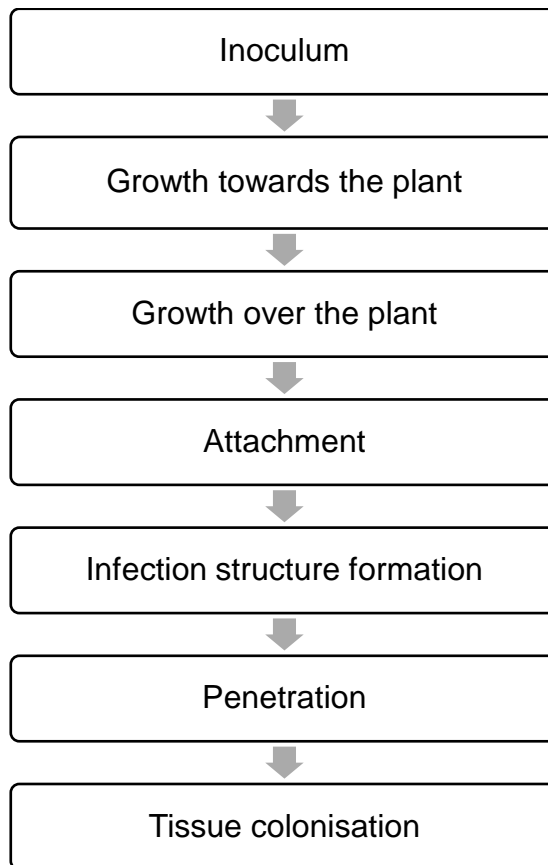 Inoculum
Growth towards the plant
Growth over the plant
Attachment
Infection structure formation
Penetration
Tissue colonisation